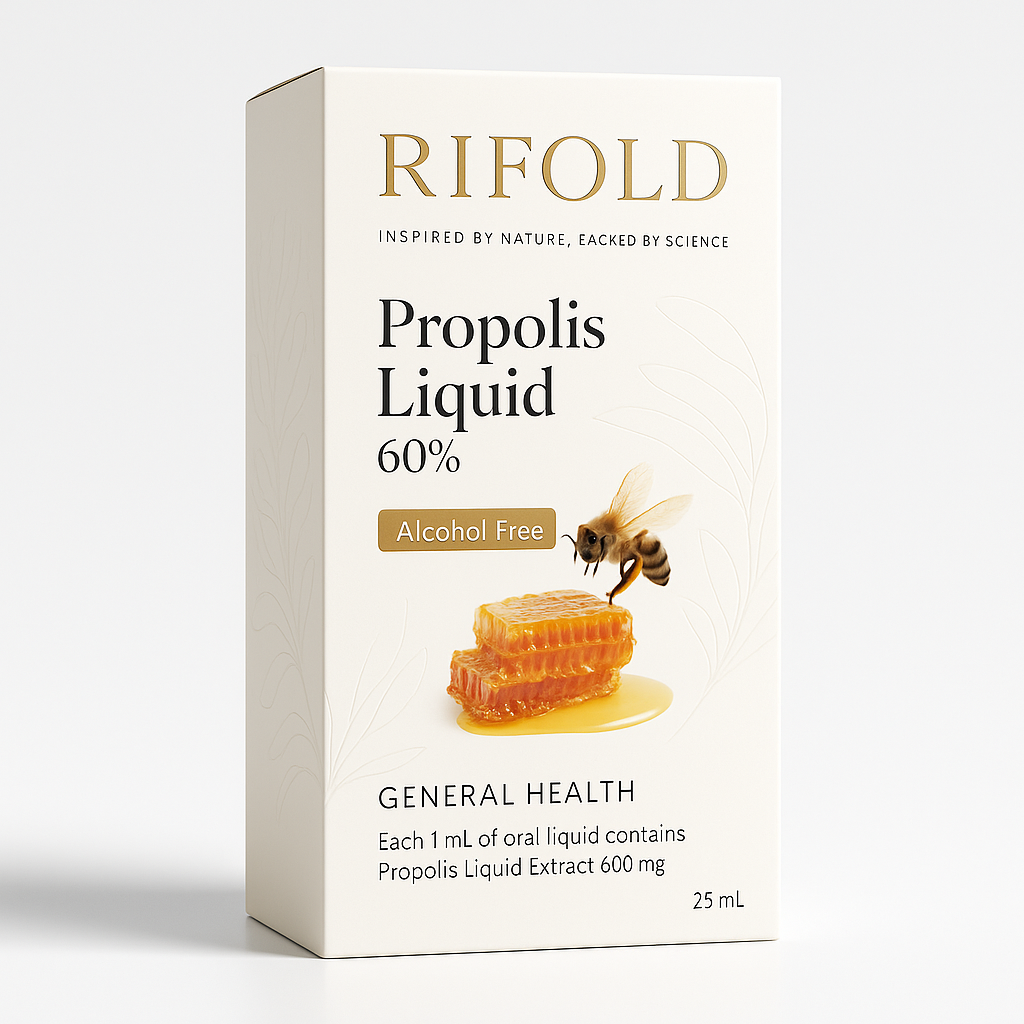 RIFOLD
INSPIRED BY NATURE, EACKED BY SCIENCE
Propolis
Liquid
60%
Alcohol Free
GENERAL HEALTH
Each 1 mL of oral liquid contains
Propolis Liquid Extract 600 mg
25 mL